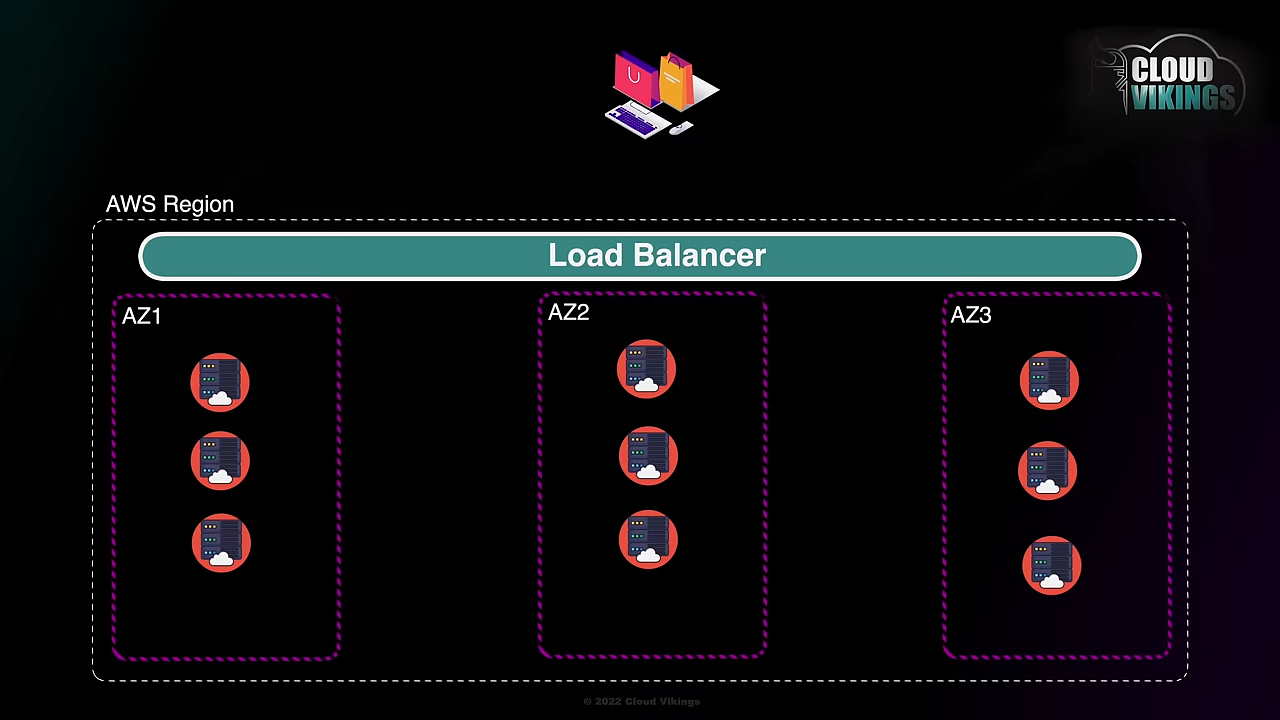 CLOUD
VIKINGS
AWS Region
Load Balancer
AZ1
AZ2
AZ3
© 2022 Cloud Vikings